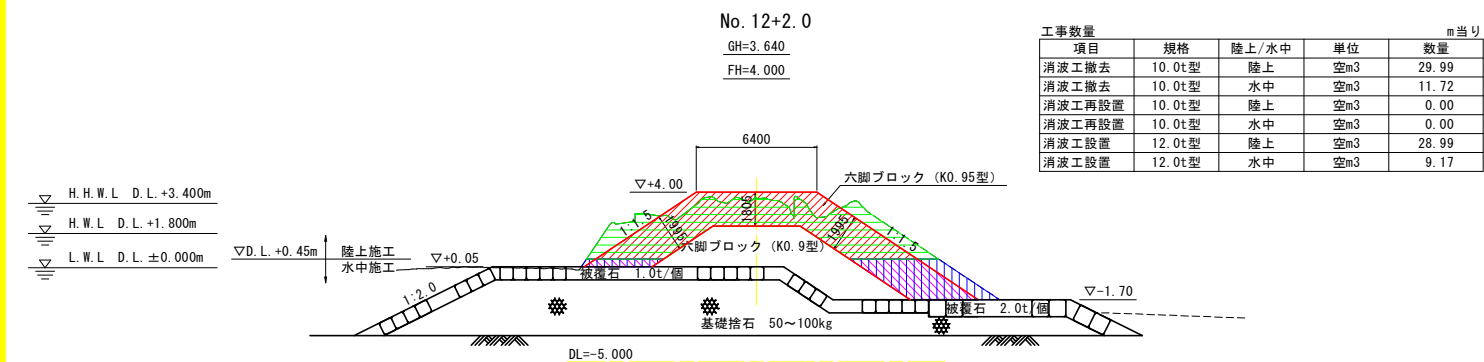 No.12+2.0
GH=3.640
FH=4.000
工事数量 m当り
項目 規格 陸上/水中 単位 数量
消波工撤去 10.0t型 陸上 空m3 29.99
消波工撤去 10.0t型 水中 空m3 11.72
消波工再設置 10.0t型 陸上 空m3 0.00
消波工再設置 10.0t型 水中 空m3 0.00
消波工設置 12.0t型 陸上 空m3 28.99
消波工設置 12.0t型 水中 空m3 9.17
6400
▽+4.00
六脚ブロック (K0.95型)
H.H.W.L D.L.+3.400m
H.W.L D.L.+1.800m
L.W.L D.L.±0.000m
▽D.L.+0.45m
陸上施工
水中施工
▽+0.05
1:1.5
1995
1805
1995
1:1.5
六脚ブロック (K0.9型)
被覆石 1.0t/個
1:2.0
▽-1.70
被覆石 2.0t/個
基礎捨石 50～100kg
DL=-5.000